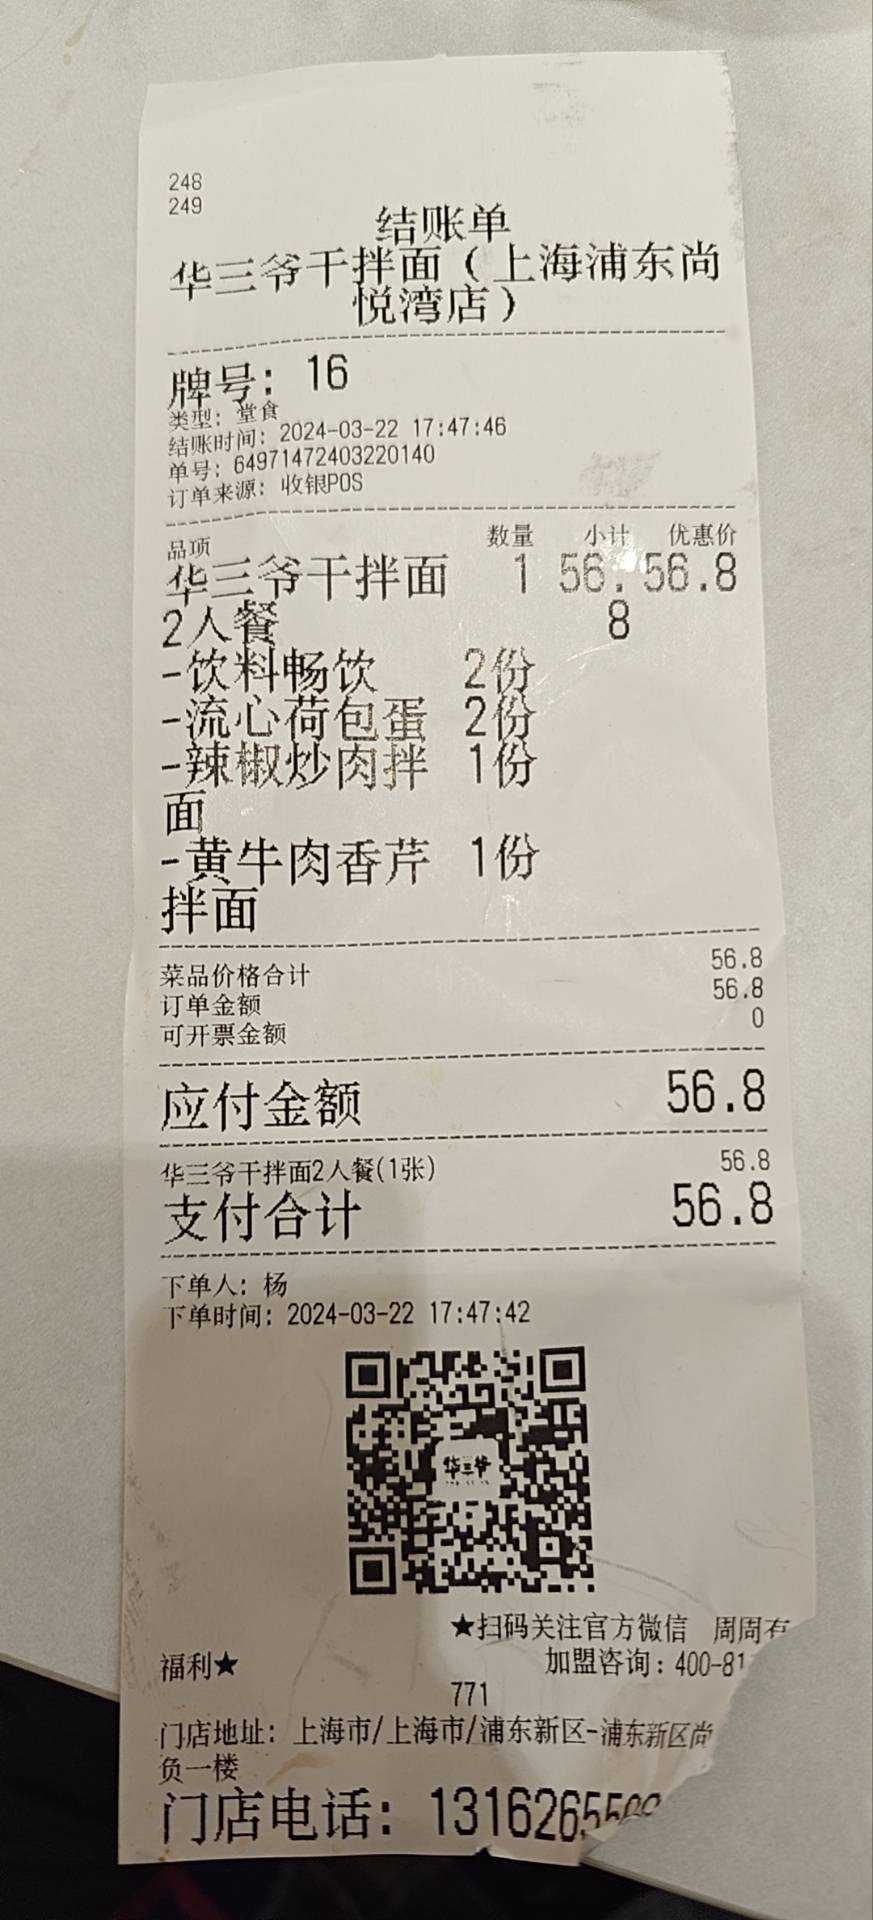 248
249
结账单
华三爷干拌面（上海浦东尚
悦湾店）
牌号： 16
类型：堂食
结账时间：2024-03-22 17:47:46
单号：64971472403220140
订单来源：收银POS
品项 数量 小计 优惠价
华三爷干拌面 1 56. 56.8
2人餐 8
-饮料畅饮 2份
-流心荷包蛋 2份
-辣椒炒肉拌 1份
面
-黄牛肉香芹 1份
拌面
菜品价格合计 56.8
订单金额 56.8
可开票金额 0
应付金额 56.8
华三爷干拌面2人餐(1张) 56.8
支付合计 56.8
下单人：杨
下单时间：2024-03-22 17:47:42
华三爷
★扫码关注官方微信 周周有
福利★ 加盟咨询：400-81
771
门店地址：上海市/上海市/浦东新区-浦东新区尚
负一楼
门店电话：13162655